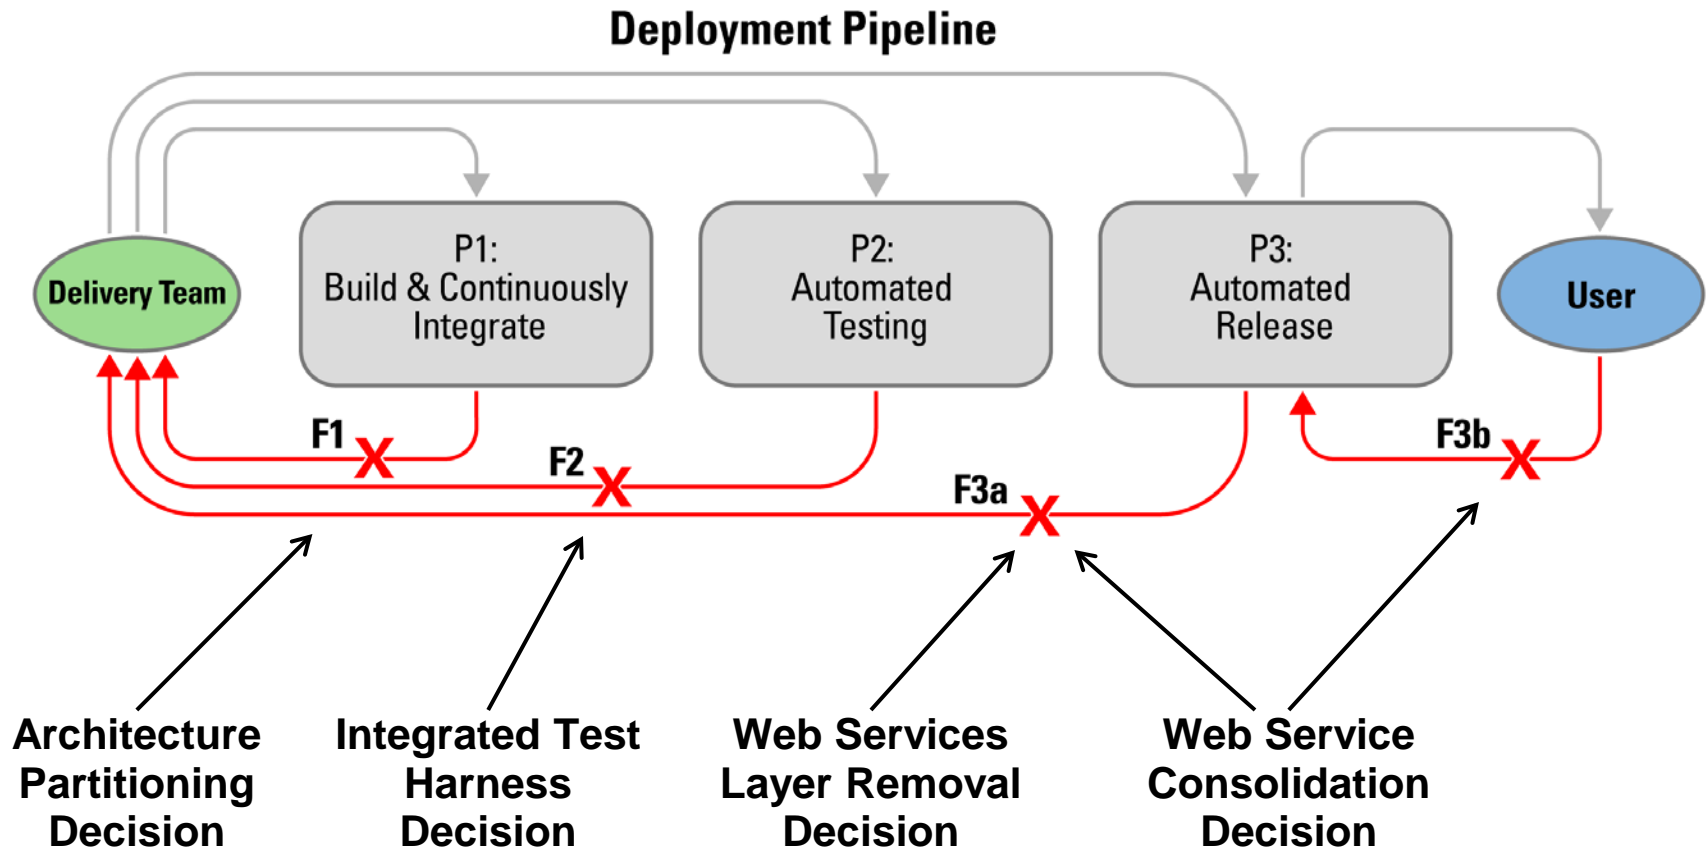 Deployment Pipeline
Delivery Team
P1:
Build & Continuously
Integrate
P2:
Automated
Testing
P3:
Automated
Release
User
F1
X
F2
X
F3a
X
F3b
X
Architecture
Partitioning
Decision
Integrated Test
Harness
Decision
Web Services
Layer Removal
Decision
Web Service
Consolidation
Decision